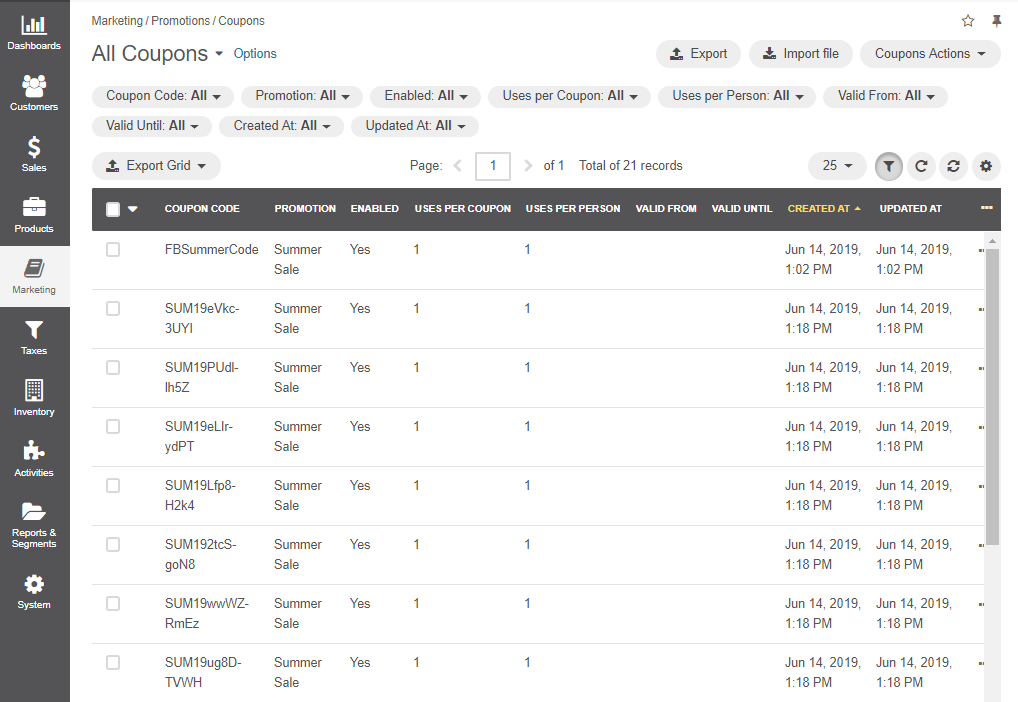 Dashboards
Customers
Sales
Products
Marketing
Taxes
Inventory
Activities
Reports &
Segments
System
Marketing / Promotions / Coupons
All Coupons Options
Export Import file Coupons Actions
Coupon Code: All Promotion: All Enabled: All Uses per Coupon: All Uses per Person: All Valid From: All
Valid Until: All Created At: All Updated At: All
Export Grid Page: 1 of 1 Total of 21 records 25
COUPON CODE PROMOTION ENABLED USES PER COUPON USES PER PERSON VALID FROM VALID UNTIL CREATED AT UPDATED AT
FBSummerCode Summer Yes 1 1 Jun 14, 2019, Jun 14, 2019,
Sale 1:02 PM 1:02 PM
SUM19eVkc- Summer Yes 1 1 Jun 14, 2019, Jun 14, 2019,
3UYI Sale 1:18 PM 1:18 PM
SUM19PUdI- Summer Yes 1 1 Jun 14, 2019, Jun 14, 2019,
Ih5Z Sale 1:18 PM 1:18 PM
SUM19eLIr- Summer Yes 1 1 Jun 14, 2019, Jun 14, 2019,
ydPT Sale 1:18 PM 1:18 PM
SUM19Lfp8- Summer Yes 1 1 Jun 14, 2019, Jun 14, 2019,
H2k4 Sale 1:18 PM 1:18 PM
SUM192tcS- Summer Yes 1 1 Jun 14, 2019, Jun 14, 2019,
goN8 Sale 1:18 PM 1:18 PM
SUM19wwWZ- Summer Yes 1 1 Jun 14, 2019, Jun 14, 2019,
RmEz Sale 1:18 PM 1:18 PM
SUM19ug8D- Summer Yes 1 1 Jun 14, 2019, Jun 14, 2019,
TVWH Sale 1:18 PM 1:18 PM